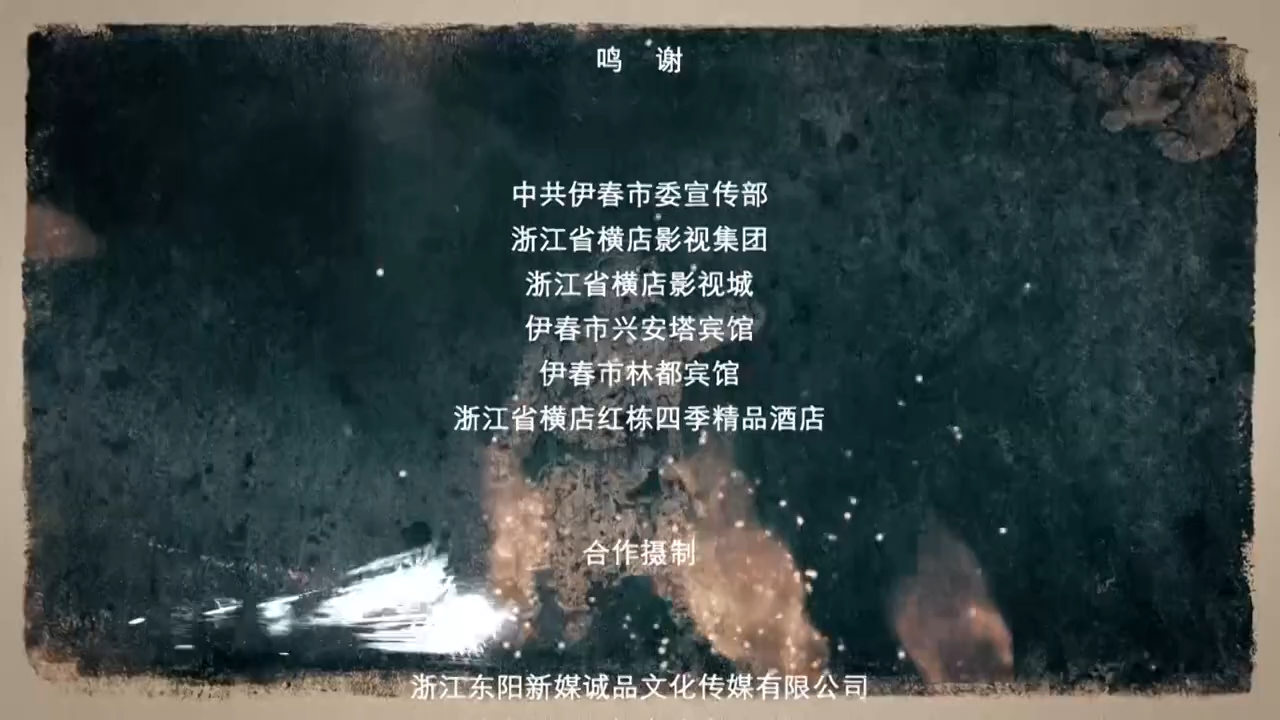 鸣 谢
中共伊春市委宣传部
浙江省横店影视集团
浙江省横店影视城
伊春市兴安塔宾馆
伊春市林都宾馆
浙江省横店红栋四季精品酒店
合作摄制
浙江东阳新媒诚品文化传媒有限公司